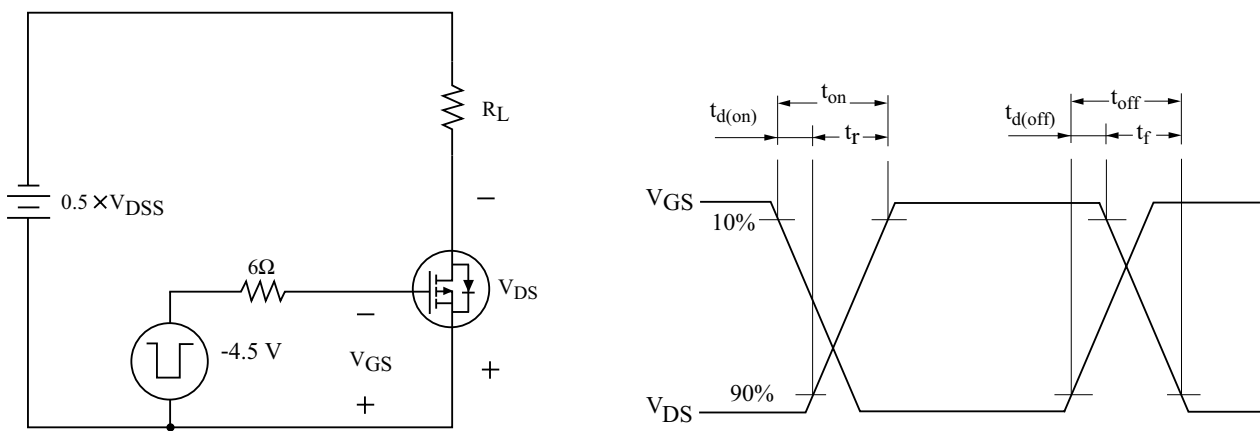 R_L
−
0.5 ×V_DSS
6Ω
−
V_DS
-4.5 V
V_GS
+
+
t_on
t_d(on)
t_r
t_off
t_d(off)
t_f
V_GS
10%
90%
V_DS